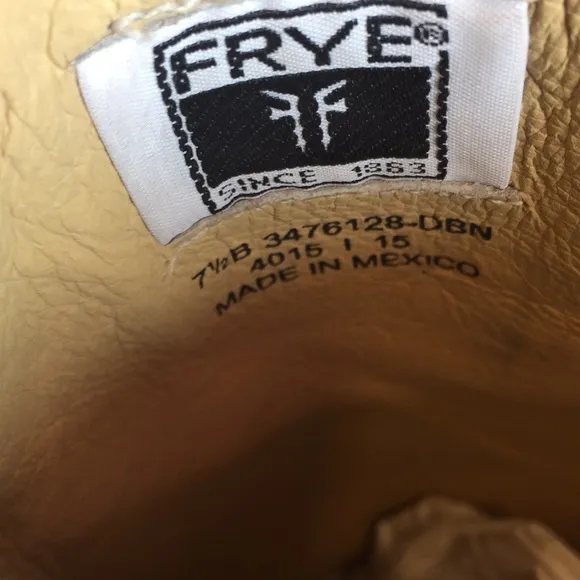 FRYE®
SINCE 1863
7½B 3476128-DBN
4015 I 15
MADE IN MEXICO